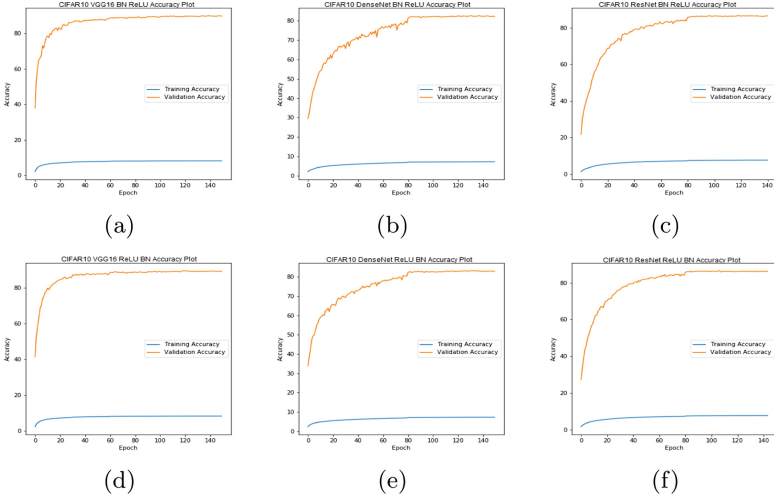 CIFAR10 VGG16 BN ReLU Accuracy Plot
Accuracy
80
60
40
20
0
Training Accuracy
Validation Accuracy
0 20 40 60 80 100 120 140
Epoch
(a)
CIFAR10 DenseNet BN ReLU Accuracy Plot
Accuracy
80
70
60
50
40
30
20
10
0
Training Accuracy
Validation Accuracy
0 20 40 60 80 100 120 140
Epoch
(b)
CIFAR10 ResNet BN ReLU Accuracy Plot
Accuracy
80
60
40
20
0
Training Accuracy
Validation Accuracy
0 20 40 60 80 100 120 140
Epoch
(c)
CIFAR10 VGG16 ReLU BN Accuracy Plot
Accuracy
80
60
40
20
0
Training Accuracy
Validation Accuracy
0 20 40 60 80 100 120 140
Epoch
(d)
CIFAR10 DenseNet ReLU BN Accuracy Plot
Accuracy
80
70
60
50
40
30
20
10
0
Training Accuracy
Validation Accuracy
0 20 40 60 80 100 120 140
Epoch
(e)
CIFAR10 ResNet ReLU BN Accuracy Plot
Accuracy
80
60
40
20
0
Training Accuracy
Validation Accuracy
0 20 40 60 80 100 120 140
Epoch
(f)